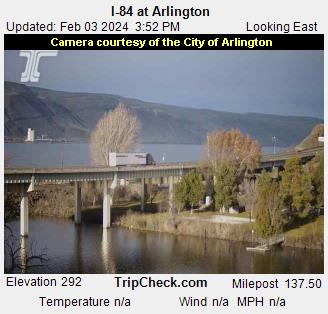 I-84 at Arlington
Updated: Feb 03 2024 3:52 PM Looking East
Camera courtesy of the City of Arlington
Elevation 292 TripCheck.com Milepost 137.50
Temperature n/a Wind n/a MPH n/a